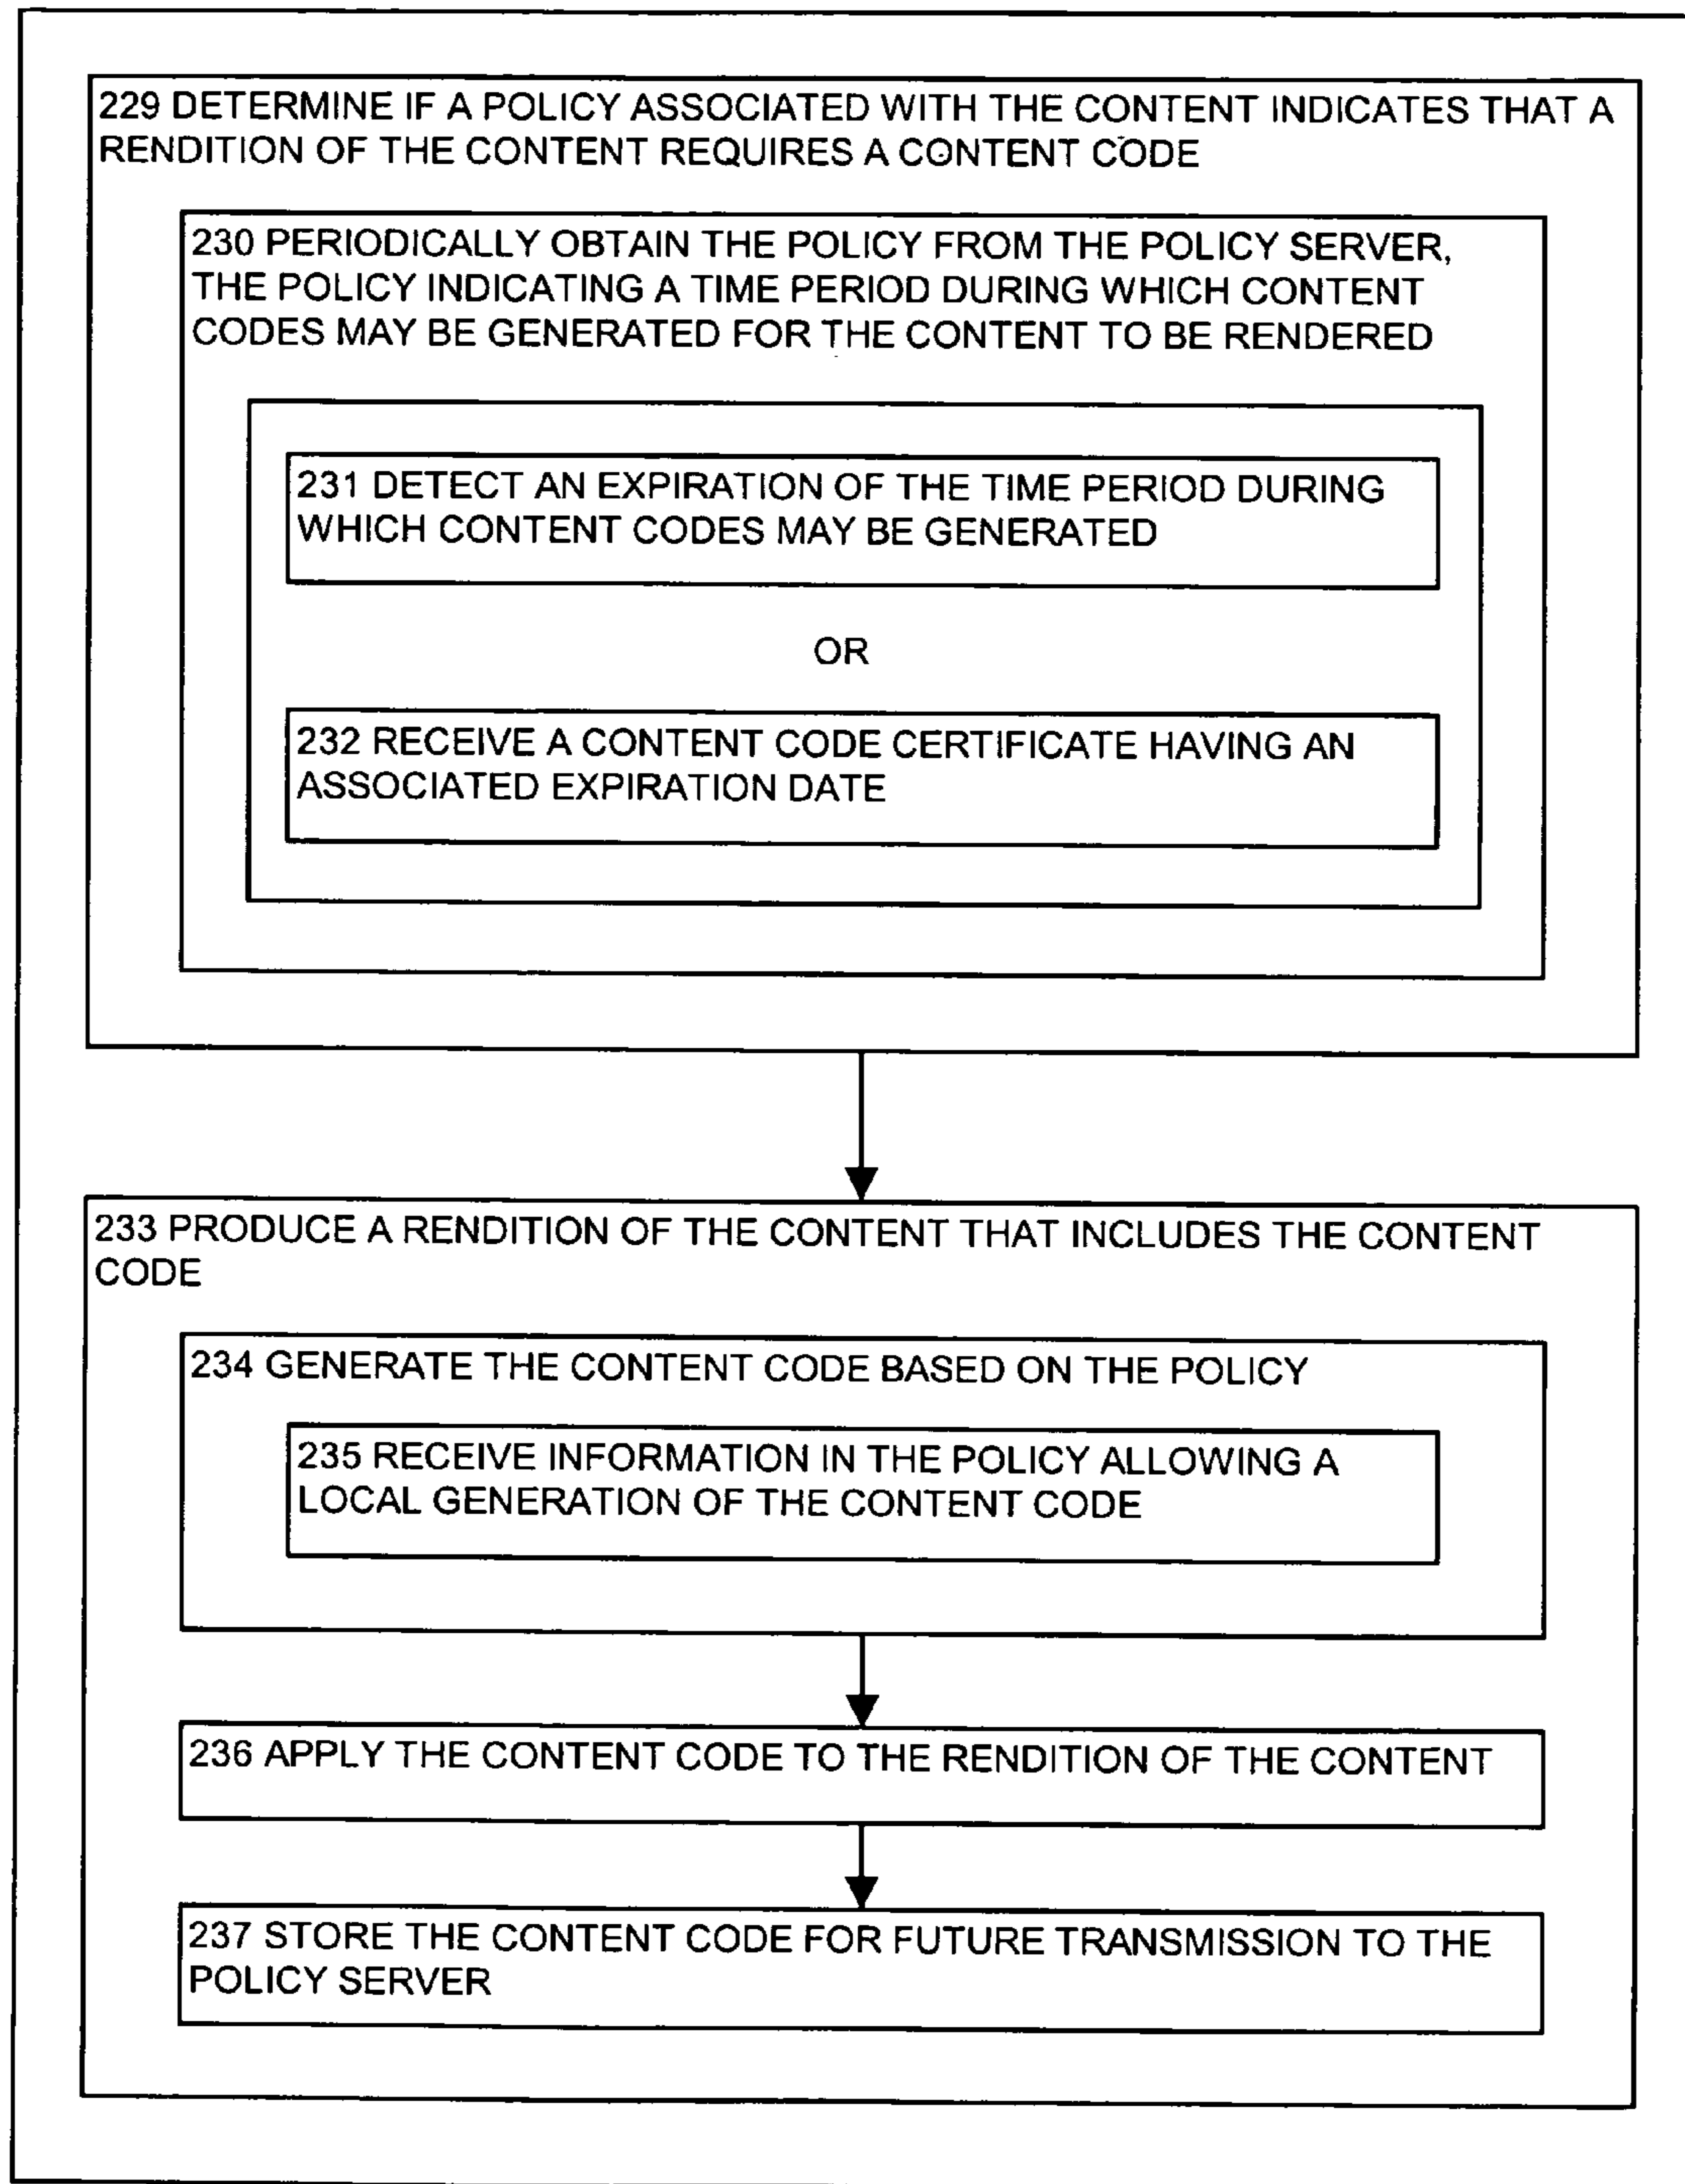 229 DETERMINE IF A POLICY ASSOCIATED WITH THE CONTENT INDICATES THAT A
RENDITION OF THE CONTENT REQUIRES A CONTENT CODE
230 PERIODICALLY OBTAIN THE POLICY FROM THE POLICY SERVER,
THE POLICY INDICATING A TIME PERIOD DURING WHICH CONTENT
CODES MAY BE GENERATED FOR THE CONTENT TO BE RENDERED
231 DETECT AN EXPIRATION OF THE TIME PERIOD DURING
WHICH CONTENT CODES MAY BE GENERATED
OR
232 RECEIVE A CONTENT CODE CERTIFICATE HAVING AN
ASSOCIATED EXPIRATION DATE
233 PRODUCE A RENDITION OF THE CONTENT THAT INCLUDES THE CONTENT
CODE
234 GENERATE THE CONTENT CODE BASED ON THE POLICY
235 RECEIVE INFORMATION IN THE POLICY ALLOWING A
LOCAL GENERATION OF THE CONTENT CODE
236 APPLY THE CONTENT CODE TO THE RENDITION OF THE CONTENT
237 STORE THE CONTENT CODE FOR FUTURE TRANSMISSION TO THE
POLICY SERVER